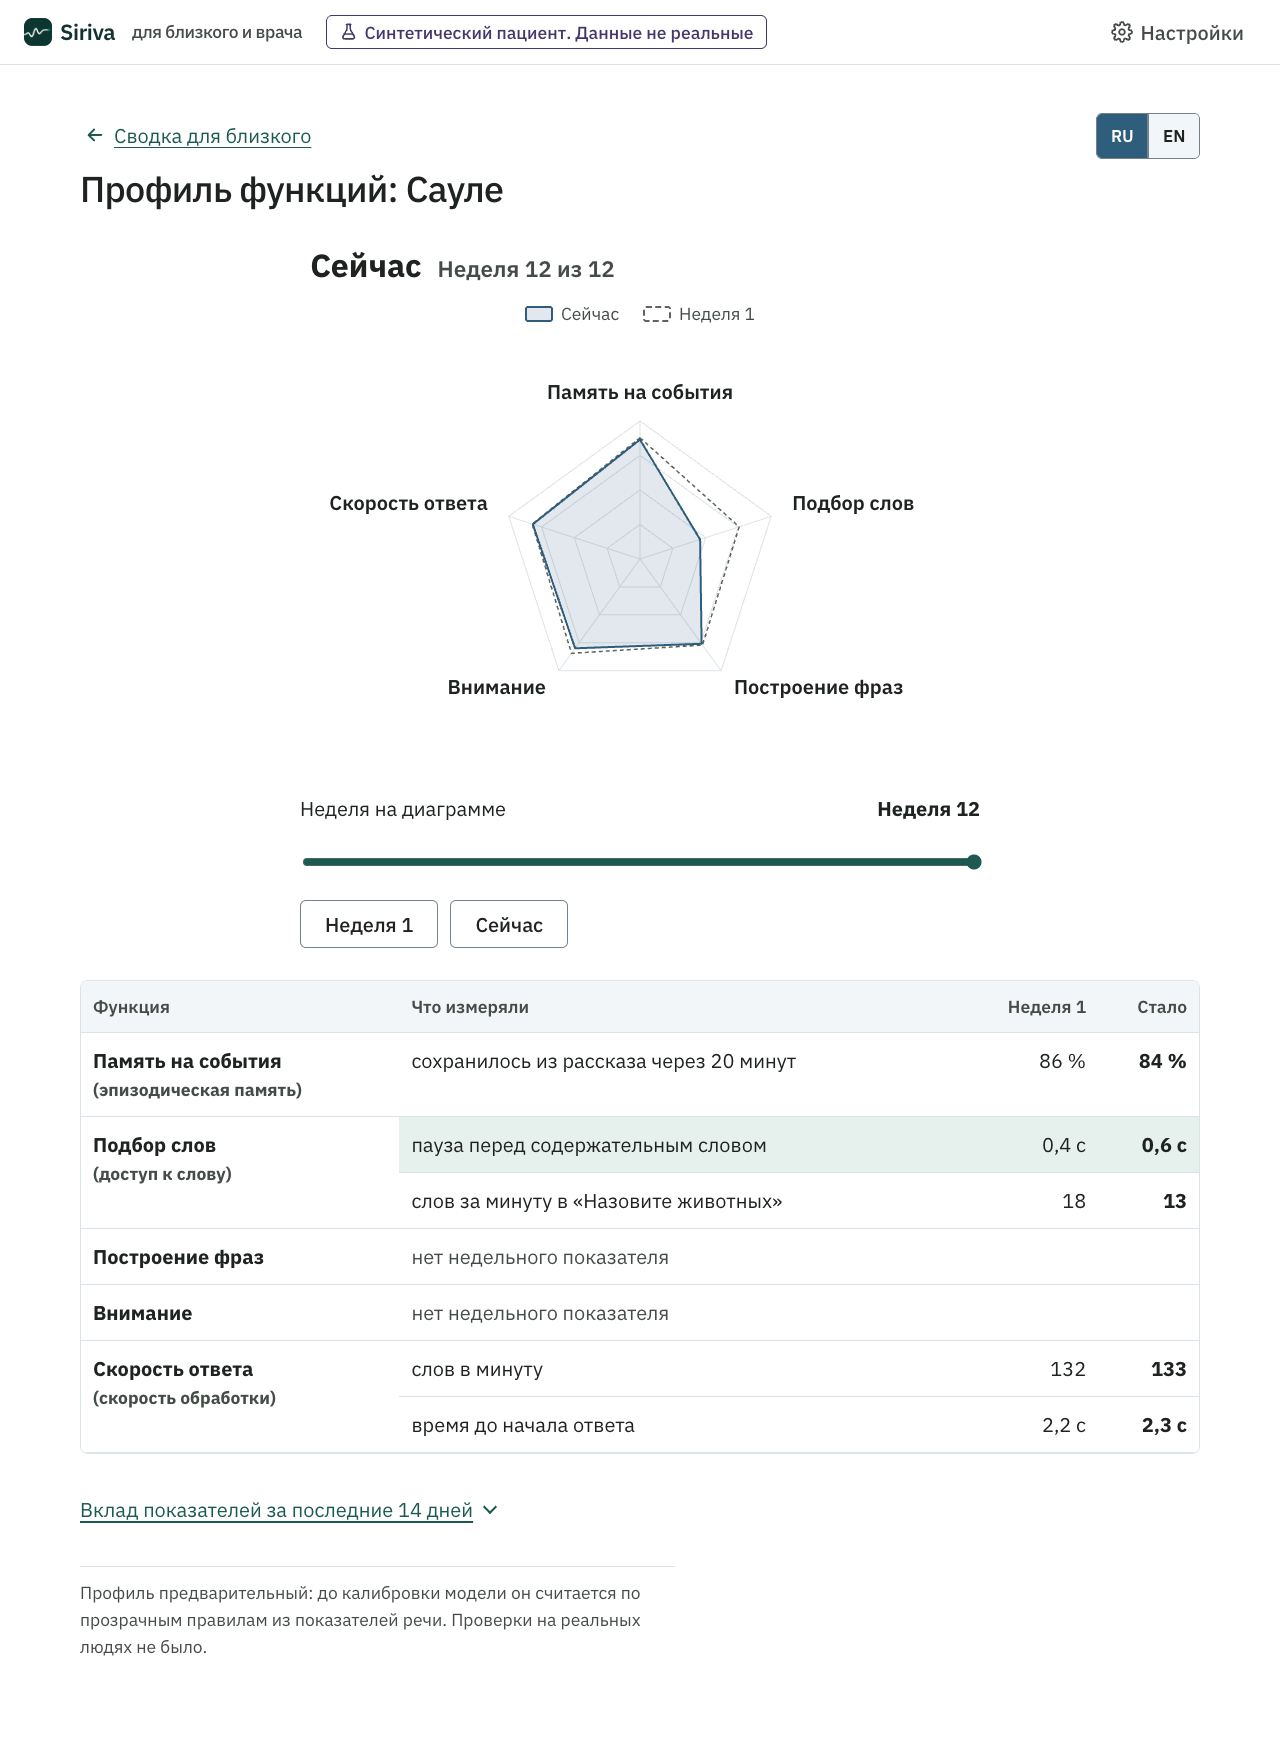 Siriva для близкого и врача Синтетический пациент. Данные не реальные Настройки
Сводка для близкого RU EN
Профиль функций: Сауле
Сейчас Неделя 12 из 12
Сейчас Неделя 1
Память на события
Скорость ответа Подбор слов
Внимание Построение фраз
Неделя на диаграмме Неделя 12
Неделя 1 Сейчас
Функция Что измеряли Неделя 1 Стало
Память на события сохранилось из рассказа через 20 минут 86 % 84 %
(эпизодическая память)
Подбор слов пауза перед содержательным словом 0,4 с 0,6 с
(доступ к слову)
слов за минуту в «Назовите животных» 18 13
Построение фраз нет недельного показателя
Внимание нет недельного показателя
Скорость ответа слов в минуту 132 133
(скорость обработки)
время до начала ответа 2,2 с 2,3 с
Вклад показателей за последние 14 дней
Профиль предварительный: до калибровки модели он считается по
прозрачным правилам из показателей речи. Проверки на реальных
людях не было.